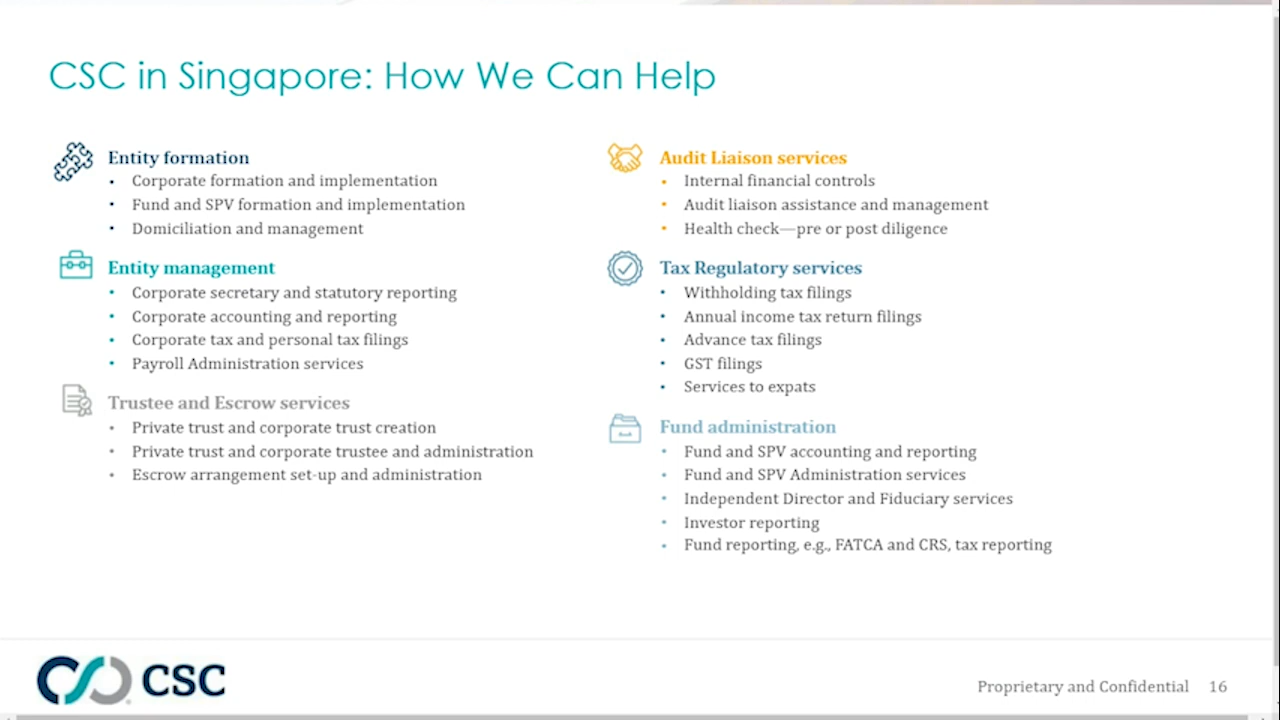 CSC in Singapore: How We Can Help
Entity formation
• Corporate formation and implementation
• Fund and SPV formation and implementation
• Domiciliation and management
Entity management
• Corporate secretary and statutory reporting
• Corporate accounting and reporting
• Corporate tax and personal tax filings
• Payroll Administration services
Trustee and Escrow services
• Private trust and corporate trust creation
• Private trust and corporate trustee and administration
• Escrow arrangement set-up and administration
Audit Liaison services
• Internal financial controls
• Audit liaison assistance and management
• Health check—pre or post diligence
Tax Regulatory services
• Withholding tax filings
• Annual income tax return filings
• Advance tax filings
• GST filings
• Services to expats
Fund administration
• Fund and SPV accounting and reporting
• Fund and SPV Administration services
• Independent Director and Fiduciary services
• Investor reporting
• Fund reporting, e.g., FATCA and CRS, tax reporting
CSC
Proprietary and Confidential 16